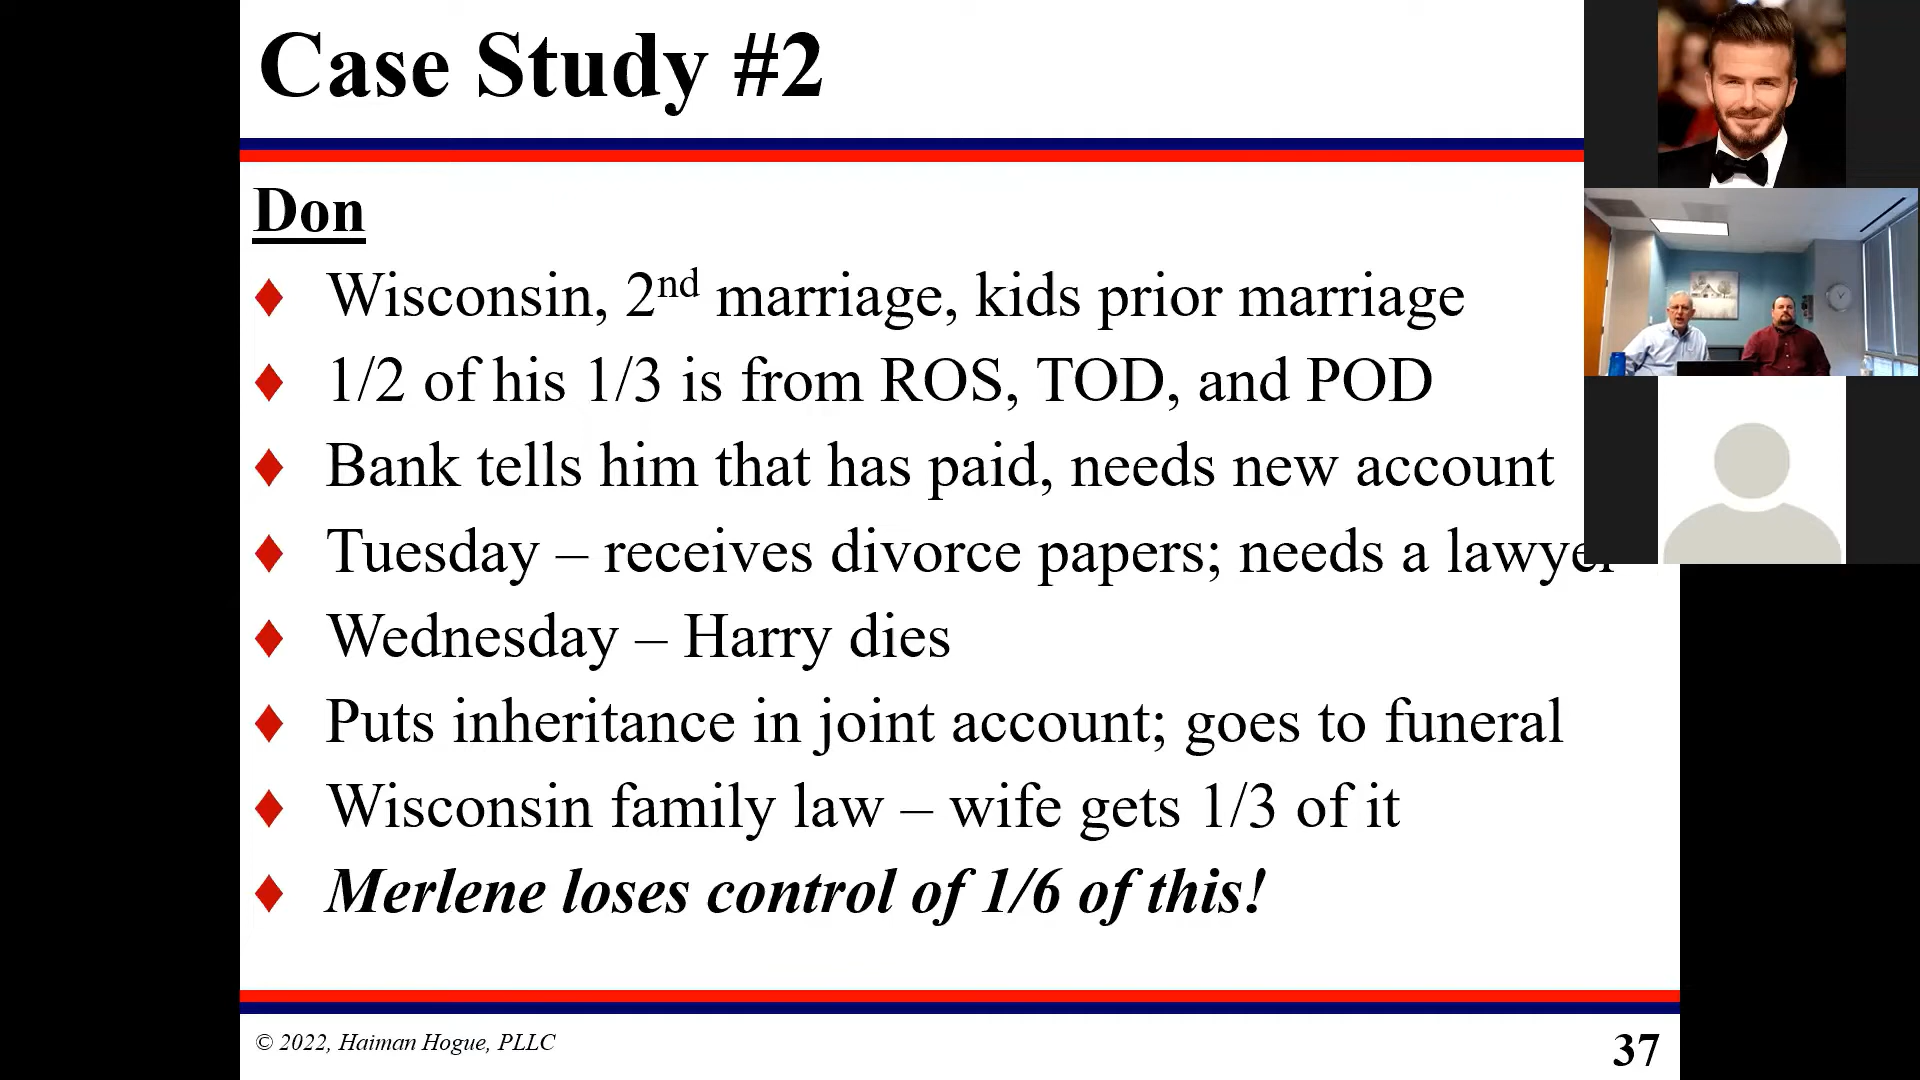 Case Study #2
Don
♦ Wisconsin, 2nd marriage, kids prior marriage
♦ 1/2 of his 1/3 is from ROS, TOD, and POD
♦ Bank tells him that has paid, needs new account
♦ Tuesday – receives divorce papers; needs a lawyer
♦ Wednesday – Harry dies
♦ Puts inheritance in joint account; goes to funeral
♦ Wisconsin family law – wife gets 1/3 of it
♦ Merlene loses control of 1/6 of this!
© 2022, Haiman Hogue, PLLC
37